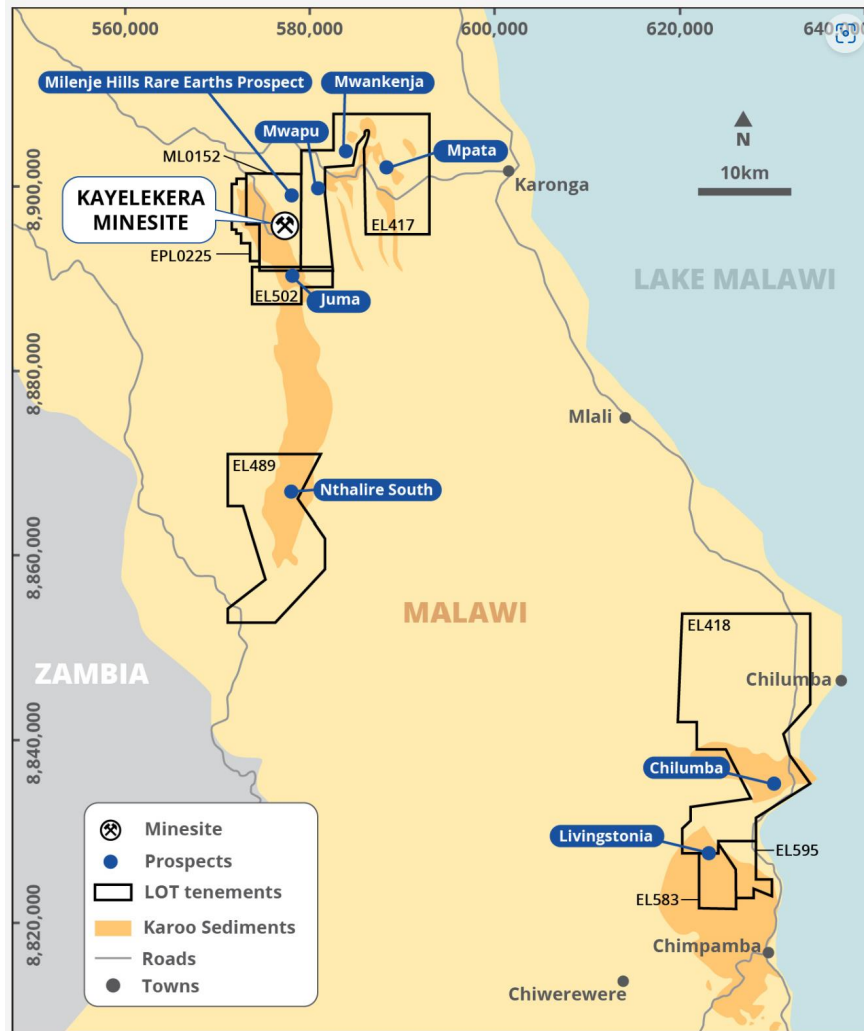 560,000
580,000
600,000
620,000
Milenje Hills Rare Earths Prospect
Mwankenja
Mwapu
ML0152
Mpata
N
10km
8,900,000
KAYELEKERA
MINESITE
Karonga
EL417
EPL0225
LAKE MALAWI
EL502
Juma
8,880,000
Mlali
EL489
Nthalire South
8,860,000
MALAWI
EL418
ZAMBIA
Chilumba
8,840,000
Chilumba
Livingstonia
EL595
EL583
8,820,000
Chimpamba
Chiwerewere
Minesite
Prospects
LOT tenements
Karoo Sediments
Roads
Towns